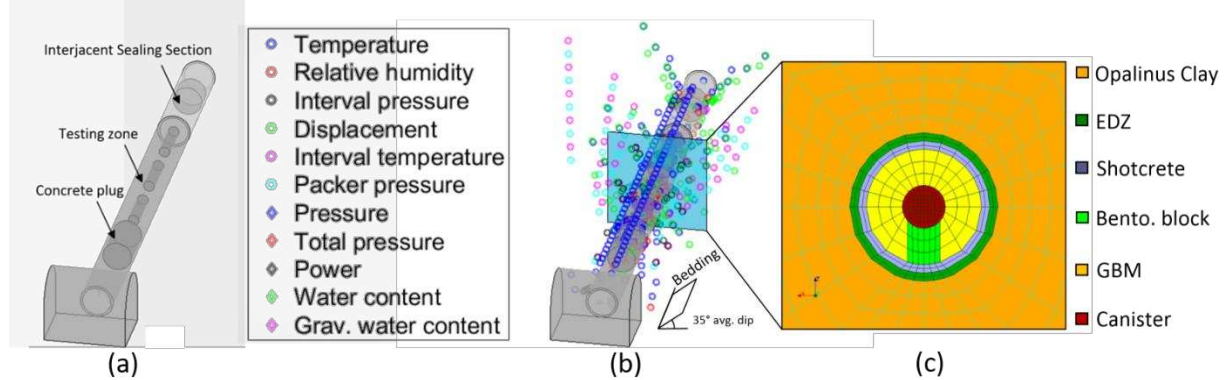 Interjacent Sealing Section
Testing zone
Concrete plug
(a)
Temperature
Relative humidity
Interval pressure
Displacement
Interval temperature
Packer pressure
Pressure
Total pressure
Power
Water content
Grav. water content
Bedding
35° avg. dip
(b)
Opalinus Clay
EDZ
Shotcrete
Bento. block
GBM
Canister
(c)